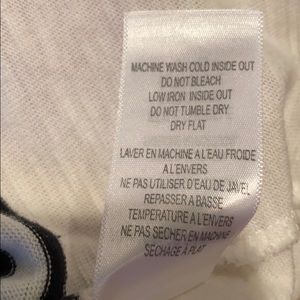 MACHINE WASH COLD INSIDE OUT
DO NOT BLEACH
LOW IRON INSIDE OUT
DO NOT TUMBLE DRY
DRY FLAT
LAVER EN MACHINE A L'EAU FROIDE
A L'ENVERS
NE PAS UTILISER D'EAU DE JAVEL
REPASSER A BASSE
TEMPERATURE A L'ENVERS
NE PAS SECHER EN MACHINE
SECHAGE À PLAT